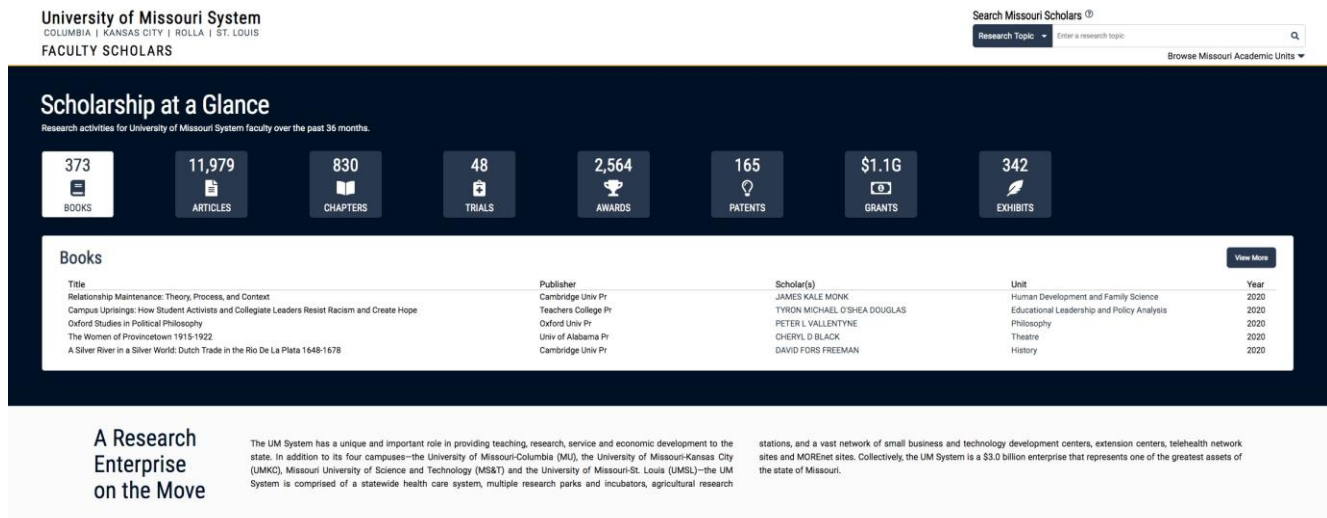 University of Missouri System
COLUMBIA | KANSAS CITY | ROLLA | ST. LOUIS
FACULTY SCHOLARS
Search Missouri Scholars
Research Topic
Enter a research topic
Browse Missouri Academic Units
Scholarship at a Glance
Research activities for University of Missouri System faculty over the past 36 months.
373
BOOKS
11,979
ARTICLES
830
CHAPTERS
48
TRIALS
2,564
AWARDS
165
PATENTS
$1.1G
GRANTS
342
EXHIBITS
Books
View More
Title Publisher Scholar(s) Unit Year
Relationship Maintenance: Theory, Process, and Context Cambridge Univ Pr JAMES KALE MONK Human Development and Family Science 2020
Campus Uprisings: How Student Activists and Collegiate Leaders Resist Racism and Create Hope Teachers College Pr TYRON MICHAEL O'SHEA DOUGLAS Educational Leadership and Policy Analysis 2020
Oxford Studies in Political Philosophy Oxford Univ Pr PETER L VALLENTYNE Philosophy 2020
The Women of Provincetown 1915-1922 Univ of Alabama Pr CHERYL D BLACK Theatre 2020
A Silver River in a Silver World: Dutch Trade in the Rio De La Plata 1648-1678 Cambridge Univ Pr DAVID FORS FREEMAN History 2020
A Research
Enterprise
on the Move
The UM System has a unique and important role in providing teaching, research, service and economic development to the
state. In addition to its four campuses—the University of Missouri-Columbia (MU), the University of Missouri-Kansas City
(UMKC), Missouri University of Science and Technology (MS&T) and the University of Missouri-St. Louis (UMSL)—the UM
System is comprised of a statewide health care system, multiple research parks and incubators, agricultural research
stations, and a vast network of small business and technology development centers, extension centers, telehealth network
sites and MOREnet sites. Collectively, the UM System is a $3.0 billion enterprise that represents one of the greatest assets of
the state of Missouri.